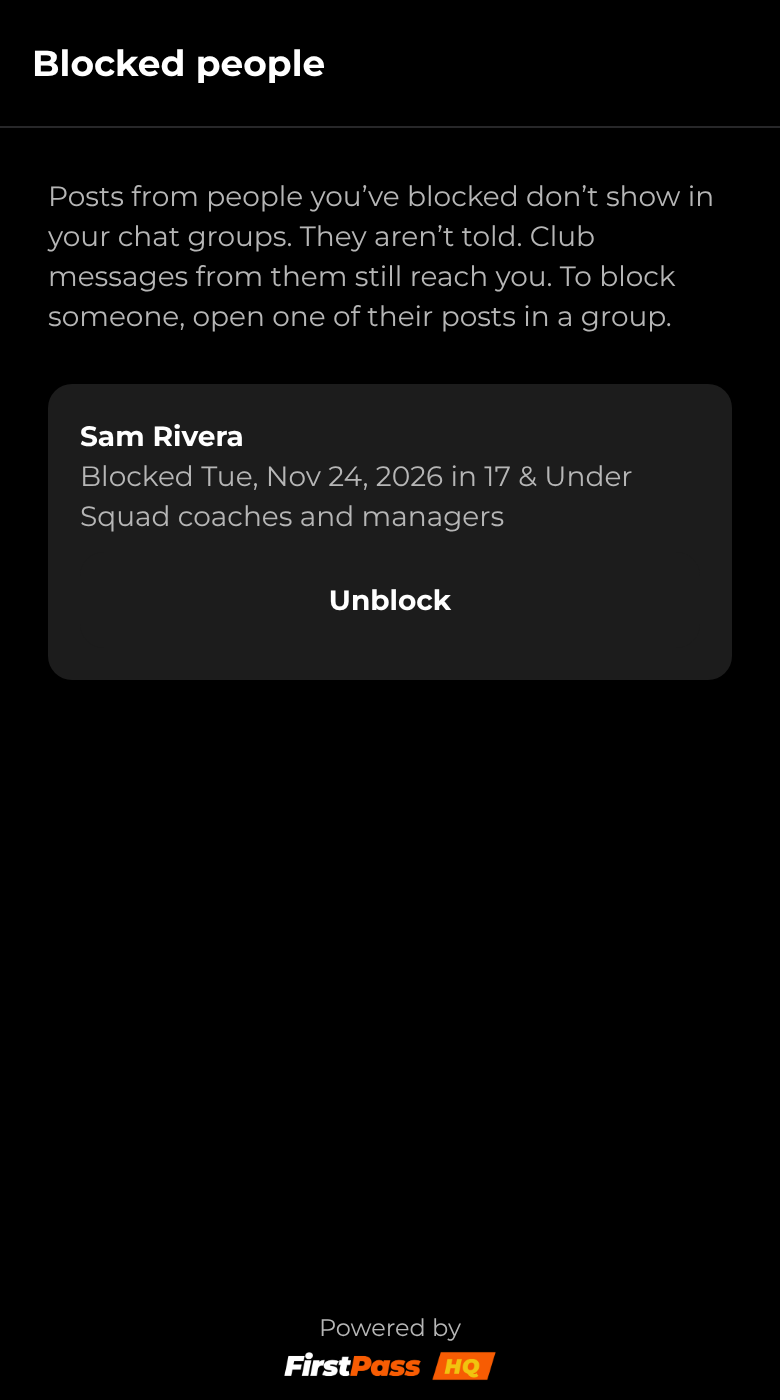 Blocked people
Posts from people you’ve blocked don’t show in
your chat groups. They aren’t told. Club
messages from them still reach you. To block
someone, open one of their posts in a group.
Sam Rivera
Blocked Tue, Nov 24, 2026 in 17 & Under
Squad coaches and managers
Unblock
Powered by
FirstPass HQ